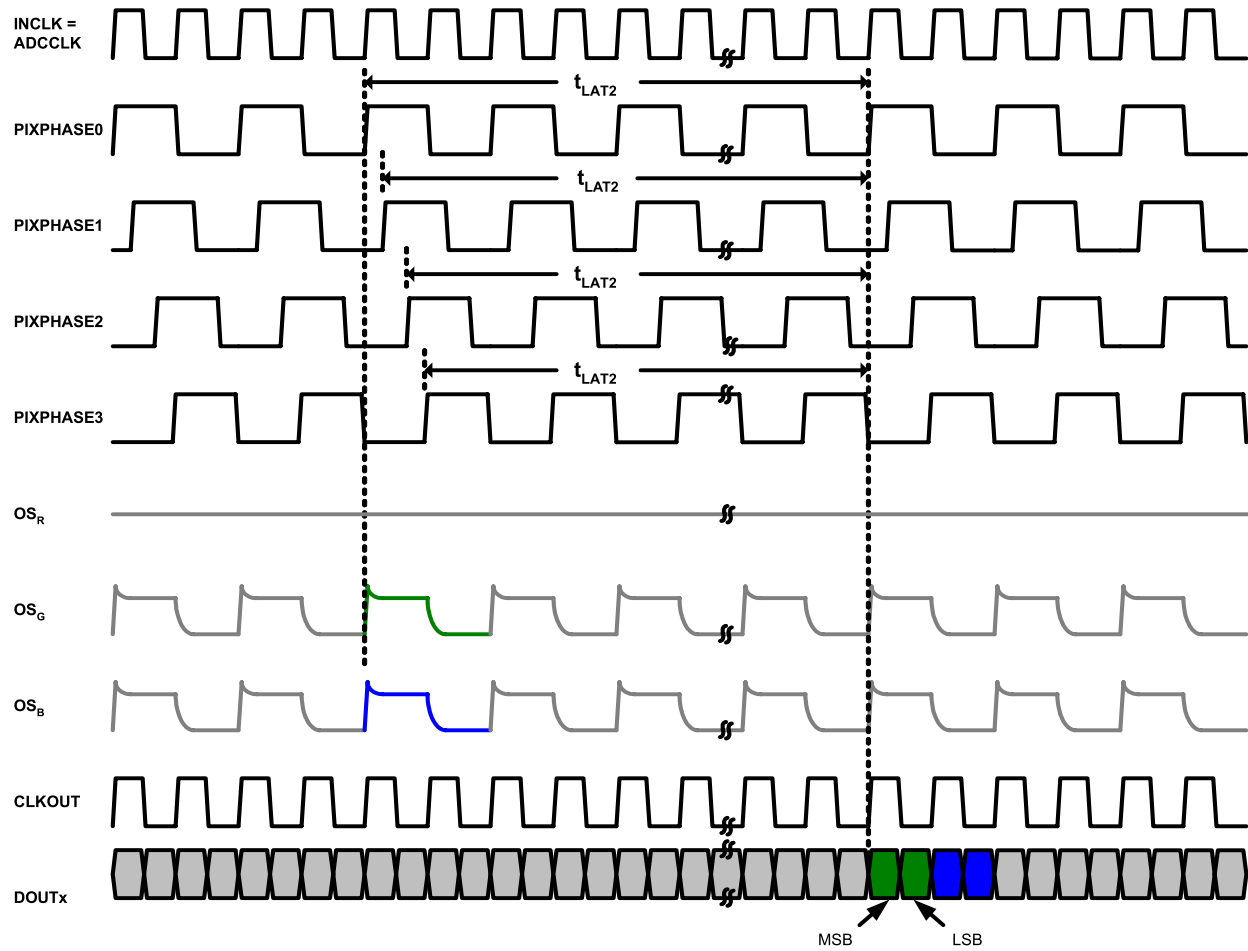 INCLK =
ADCCLK
tLAT2
PIXPHASE0
tLAT2
PIXPHASE1
tLAT2
PIXPHASE2
tLAT2
PIXPHASE3
OSR
OSG
OSB
CLKOUT
DOUTx
MSB
LSB